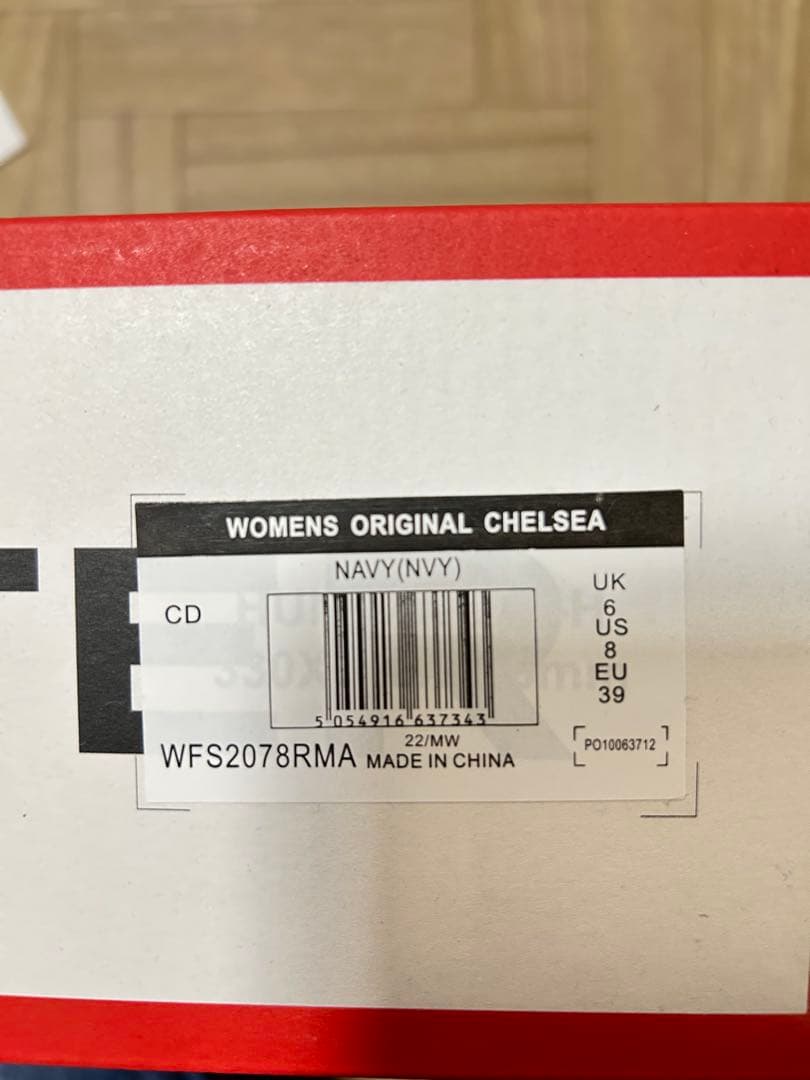 WOMENS ORIGINAL CHELSEA
NAVY(NVY)
CD
UK
6
US
8
EU
39
5 054916 637343
22/MW
WFS2078RMA MADE IN CHINA
PO10063712